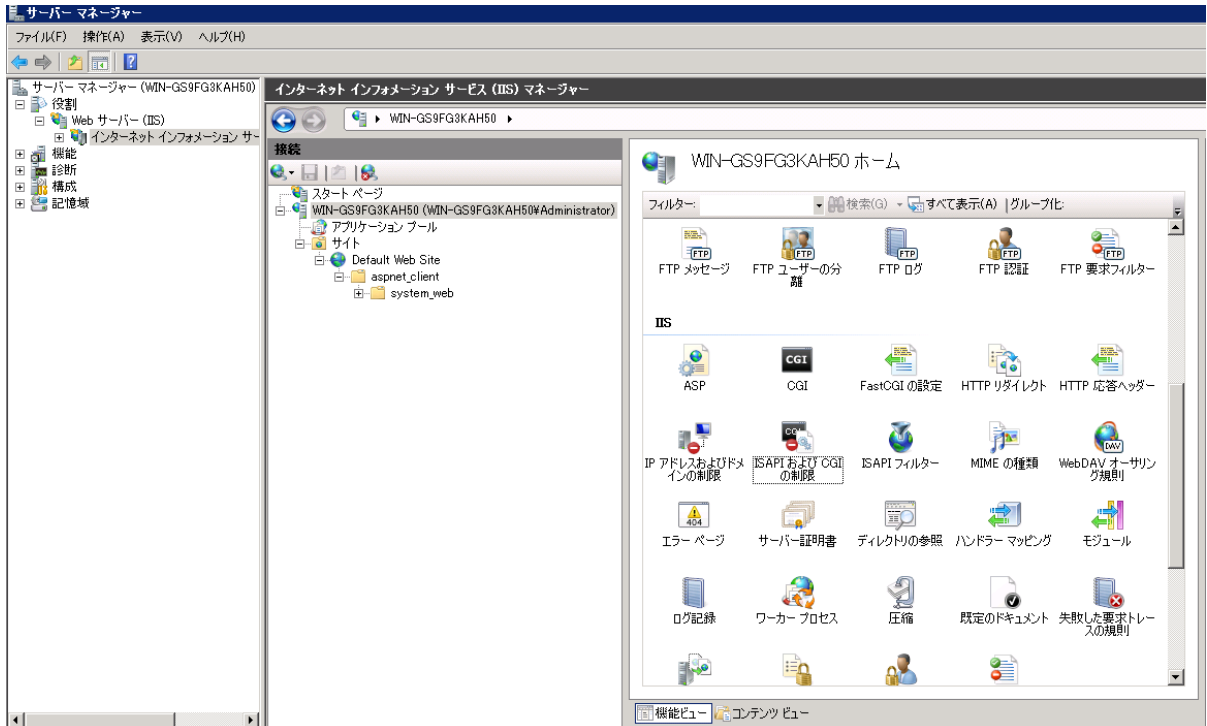 サーバー マネージャー
ファイル(F) 操作(A) 表示(V) ヘルプ(H)
サーバー マネージャー (WIN-GS9FG3KAH50)
役割
Web サーバー (IIS)
インターネット インフォメーション サー
機能
診断
構成
記憶域
インターネット インフォメーション サービス (IIS) マネージャー
WIN-GS9FG3KAH50
接続
スタート ページ
WIN-GS9FG3KAH50 (WIN-GS9FG3KAH50¥Administrator)
アプリケーション プール
サイト
Default Web Site
aspnet_client
system_web
WIN-GS9FG3KAH50 ホーム
フィルター: 検索(G) すべて表示(A) グループ化:
FTP FTP FTP FTP FTP
FTP メッセージ FTP ユーザーの分離 FTP ログ FTP 認証 FTP 要求フィルター
IIS
CGI
ASP CGI FastCGI の設定 HTTP リダイレクト HTTP 応答ヘッダー
DAV
IP アドレスおよびドメインの制限 ISAPI および CGI の制限 ISAPI フィルター MIME の種類 WebDAV オーサリング規則
404
エラー ページ サーバー証明書 ディレクトリの参照 ハンドラー マッピング モジュール
ログ記録 ワーカー プロセス 圧縮 既定のドキュメント 失敗した要求トレースの規則
機能ビュー コンテンツ ビュー